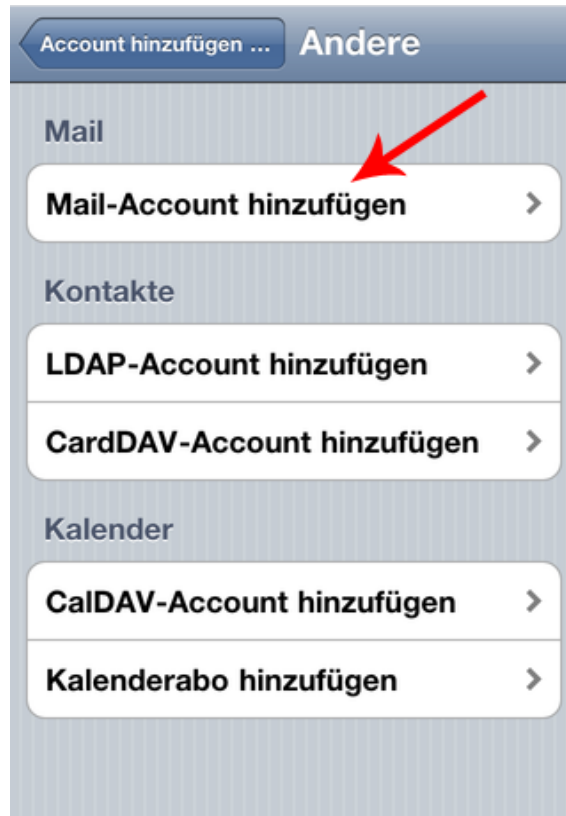 Account hinzufügen ... Andere
Mail
Mail-Account hinzufügen
Kontakte
LDAP-Account hinzufügen
CardDAV-Account hinzufügen
Kalender
CalDAV-Account hinzufügen
Kalenderabo hinzufügen